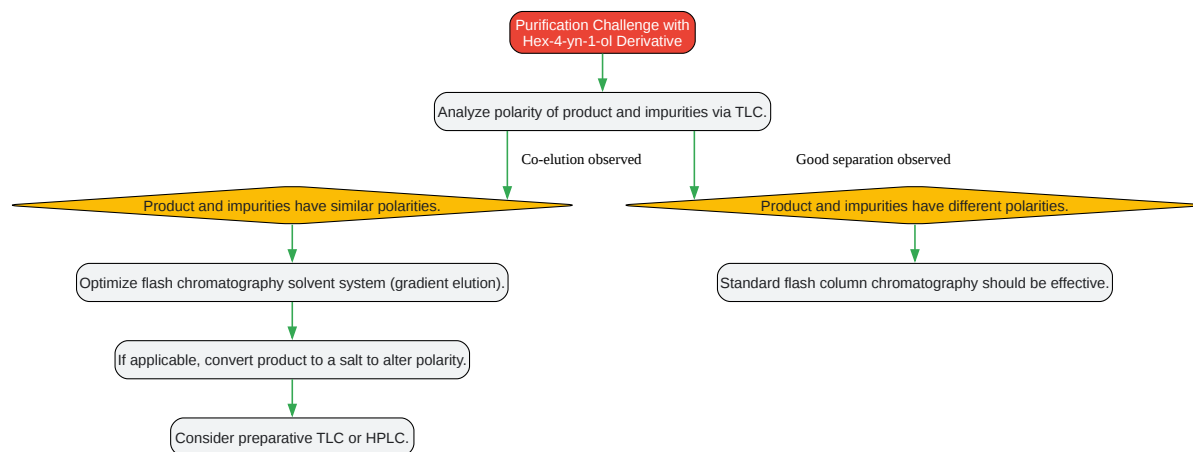 Purification Challenge with
Hex-4-yn-1-ol Derivative
Analyze polarity of product and impurities via TLC.
Co-elution observed
Good separation observed
Product and impurities have similar polarities.
Product and impurities have different polarities.
Optimize flash chromatography solvent system (gradient elution).
Standard flash column chromatography should be effective.
If applicable, convert product to a salt to alter polarity.
Consider preparative TLC or HPLC.